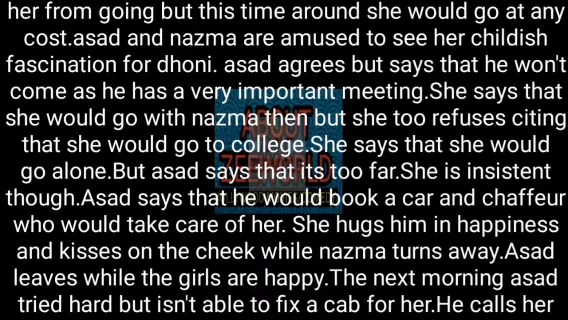 her from going but this time around she would go at any
cost.asad and nazma are amused to see her childish
fascination for dhoni. asad agrees but says that he won't
come as he has a very important meeting.She says that
she would go with nazma then but she too refuses citing
that she would go to college.She says that she would
go alone.But asad says that its too far.She is insistent
though.Asad says that he would book a car and chaffeur
who would take care of her. She hugs him in happiness
and kisses on the cheek while nazma turns away.Asad
leaves while the girls are happy.The next morning asad
tried hard but isn't able to fix a cab for her.He calls her
ABOUT
ZEEWORLD